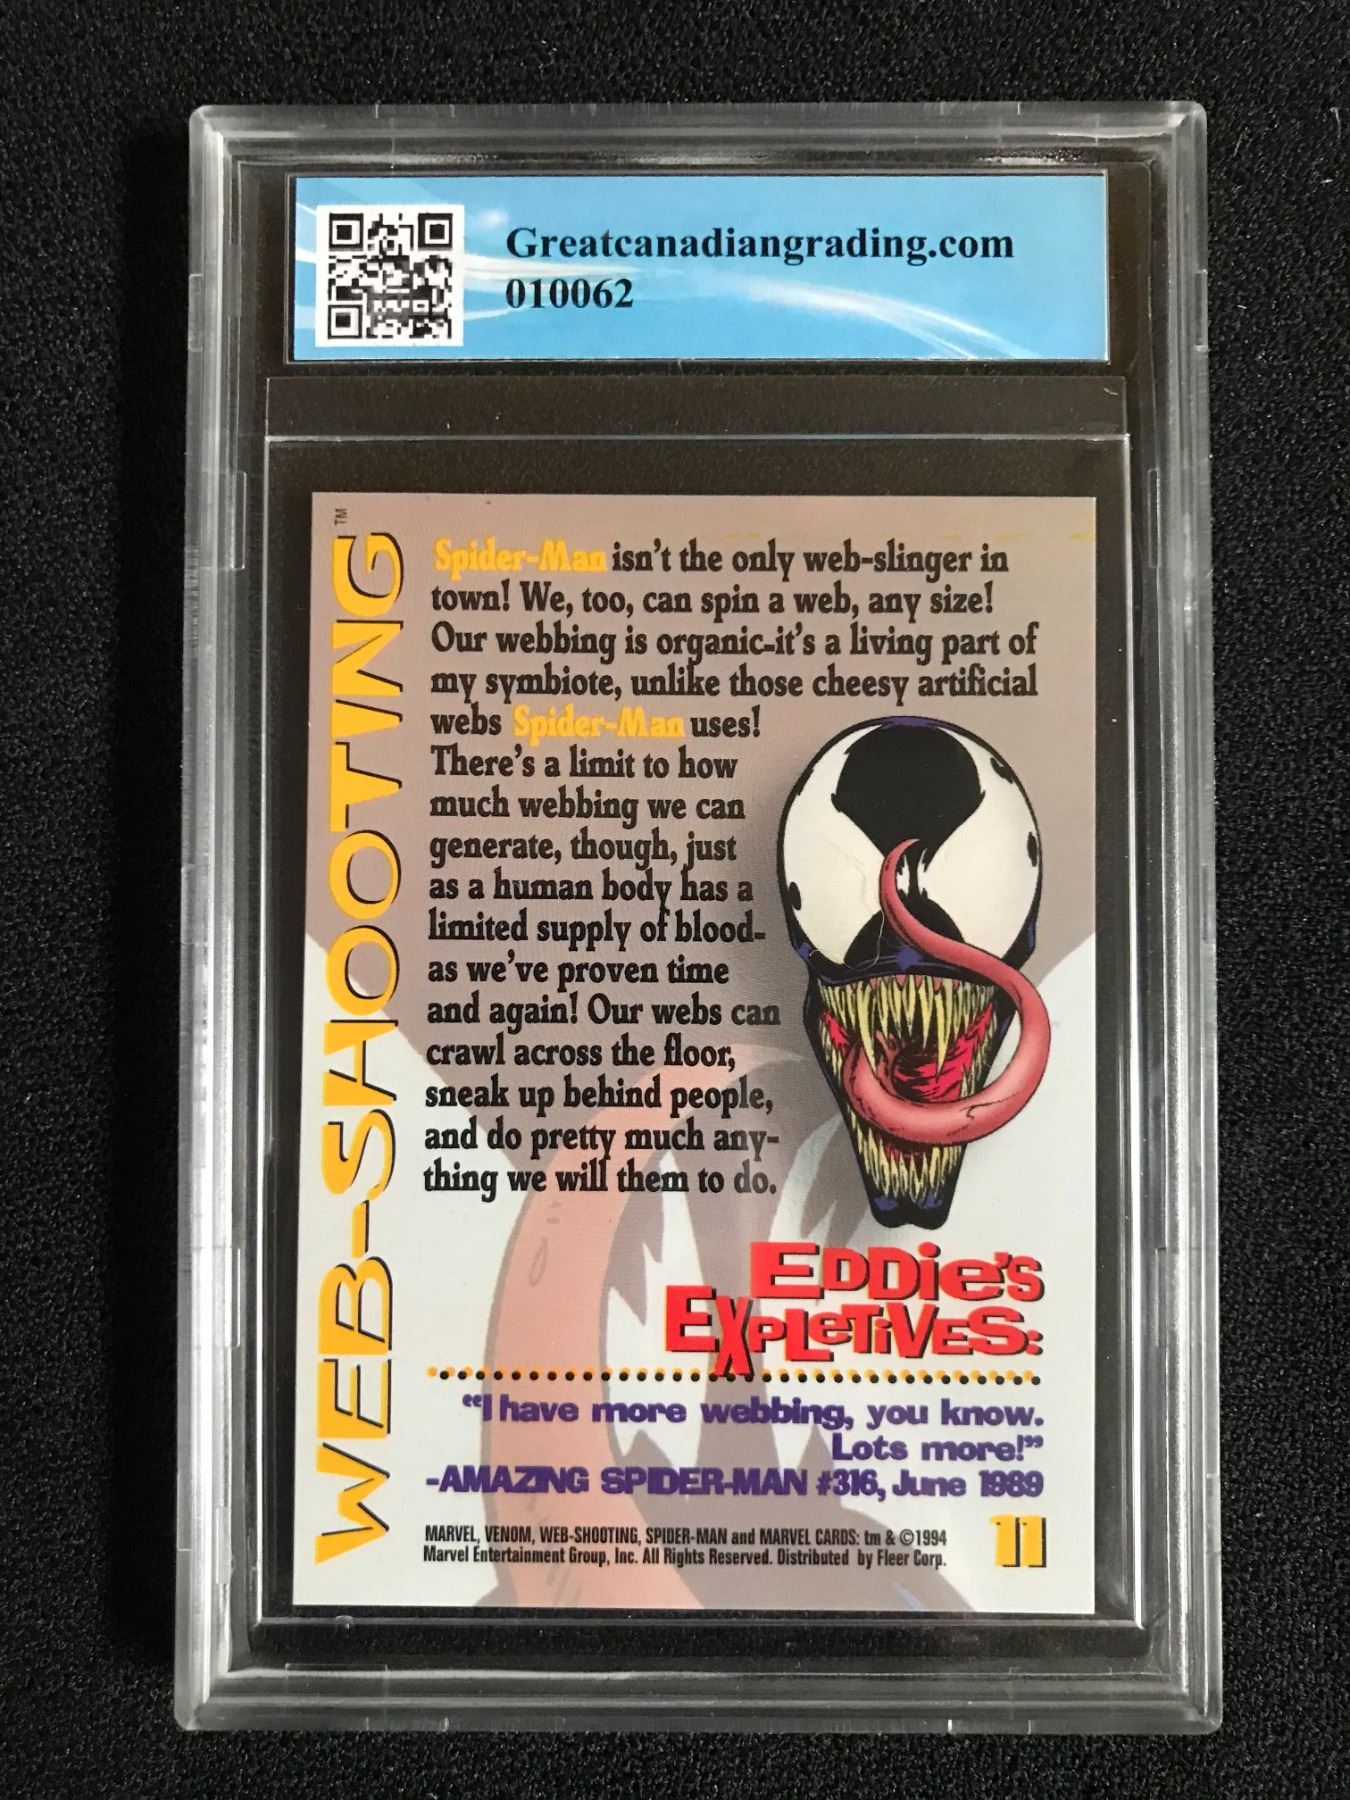 Greatcanadiangrading.com
010062
WEB-SHOOTING™
Spider-Man isn't the only web-slinger in
town! We, too, can spin a web, any size!
Our webbing is organic-it's a living part of
my symbiote, unlike those cheesy artificial
webs Spider-Man uses!
There's a limit to how
much webbing we can
generate, though, just
as a human body has a
limited supply of blood-
as we've proven time
and again! Our webs can
crawl across the floor,
sneak up behind people,
and do pretty much any-
thing we will them to do.
EDDie's
EXPLeTiVES:
“I have more webbing, you know.
Lots more!”
-AMAZING SPIDER-MAN #316, June 1989
MARVEL, VENOM, WEB-SHOOTING, SPIDER-MAN and MARVEL CARDS: tm & ©1994
Marvel Entertainment Group, Inc. All Rights Reserved. Distributed by Fleer Corp.
11